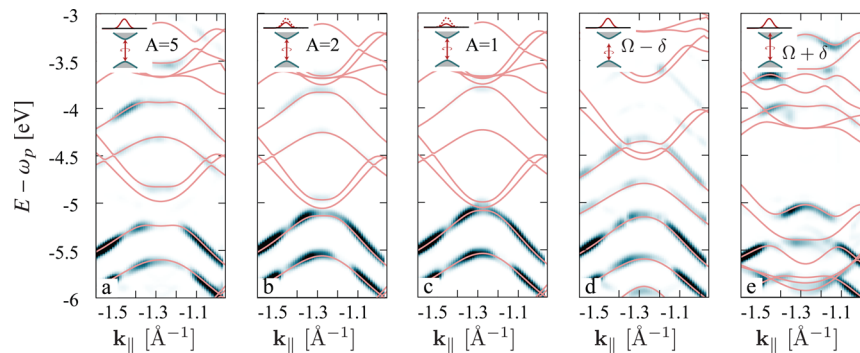 A=5 A=2 A=1 Ω − δ Ω + δ
-3
-3.5
-4
-4.5
-5
-5.5
-6
E − ω_p [eV]
a b c d e
-1.5 -1.3 -1.1 -1.5 -1.3 -1.1 -1.5 -1.3 -1.1 -1.5 -1.3 -1.1 -1.5 -1.3 -1.1
k_∥ [Å⁻¹] k_∥ [Å⁻¹] k_∥ [Å⁻¹] k_∥ [Å⁻¹] k_∥ [Å⁻¹]